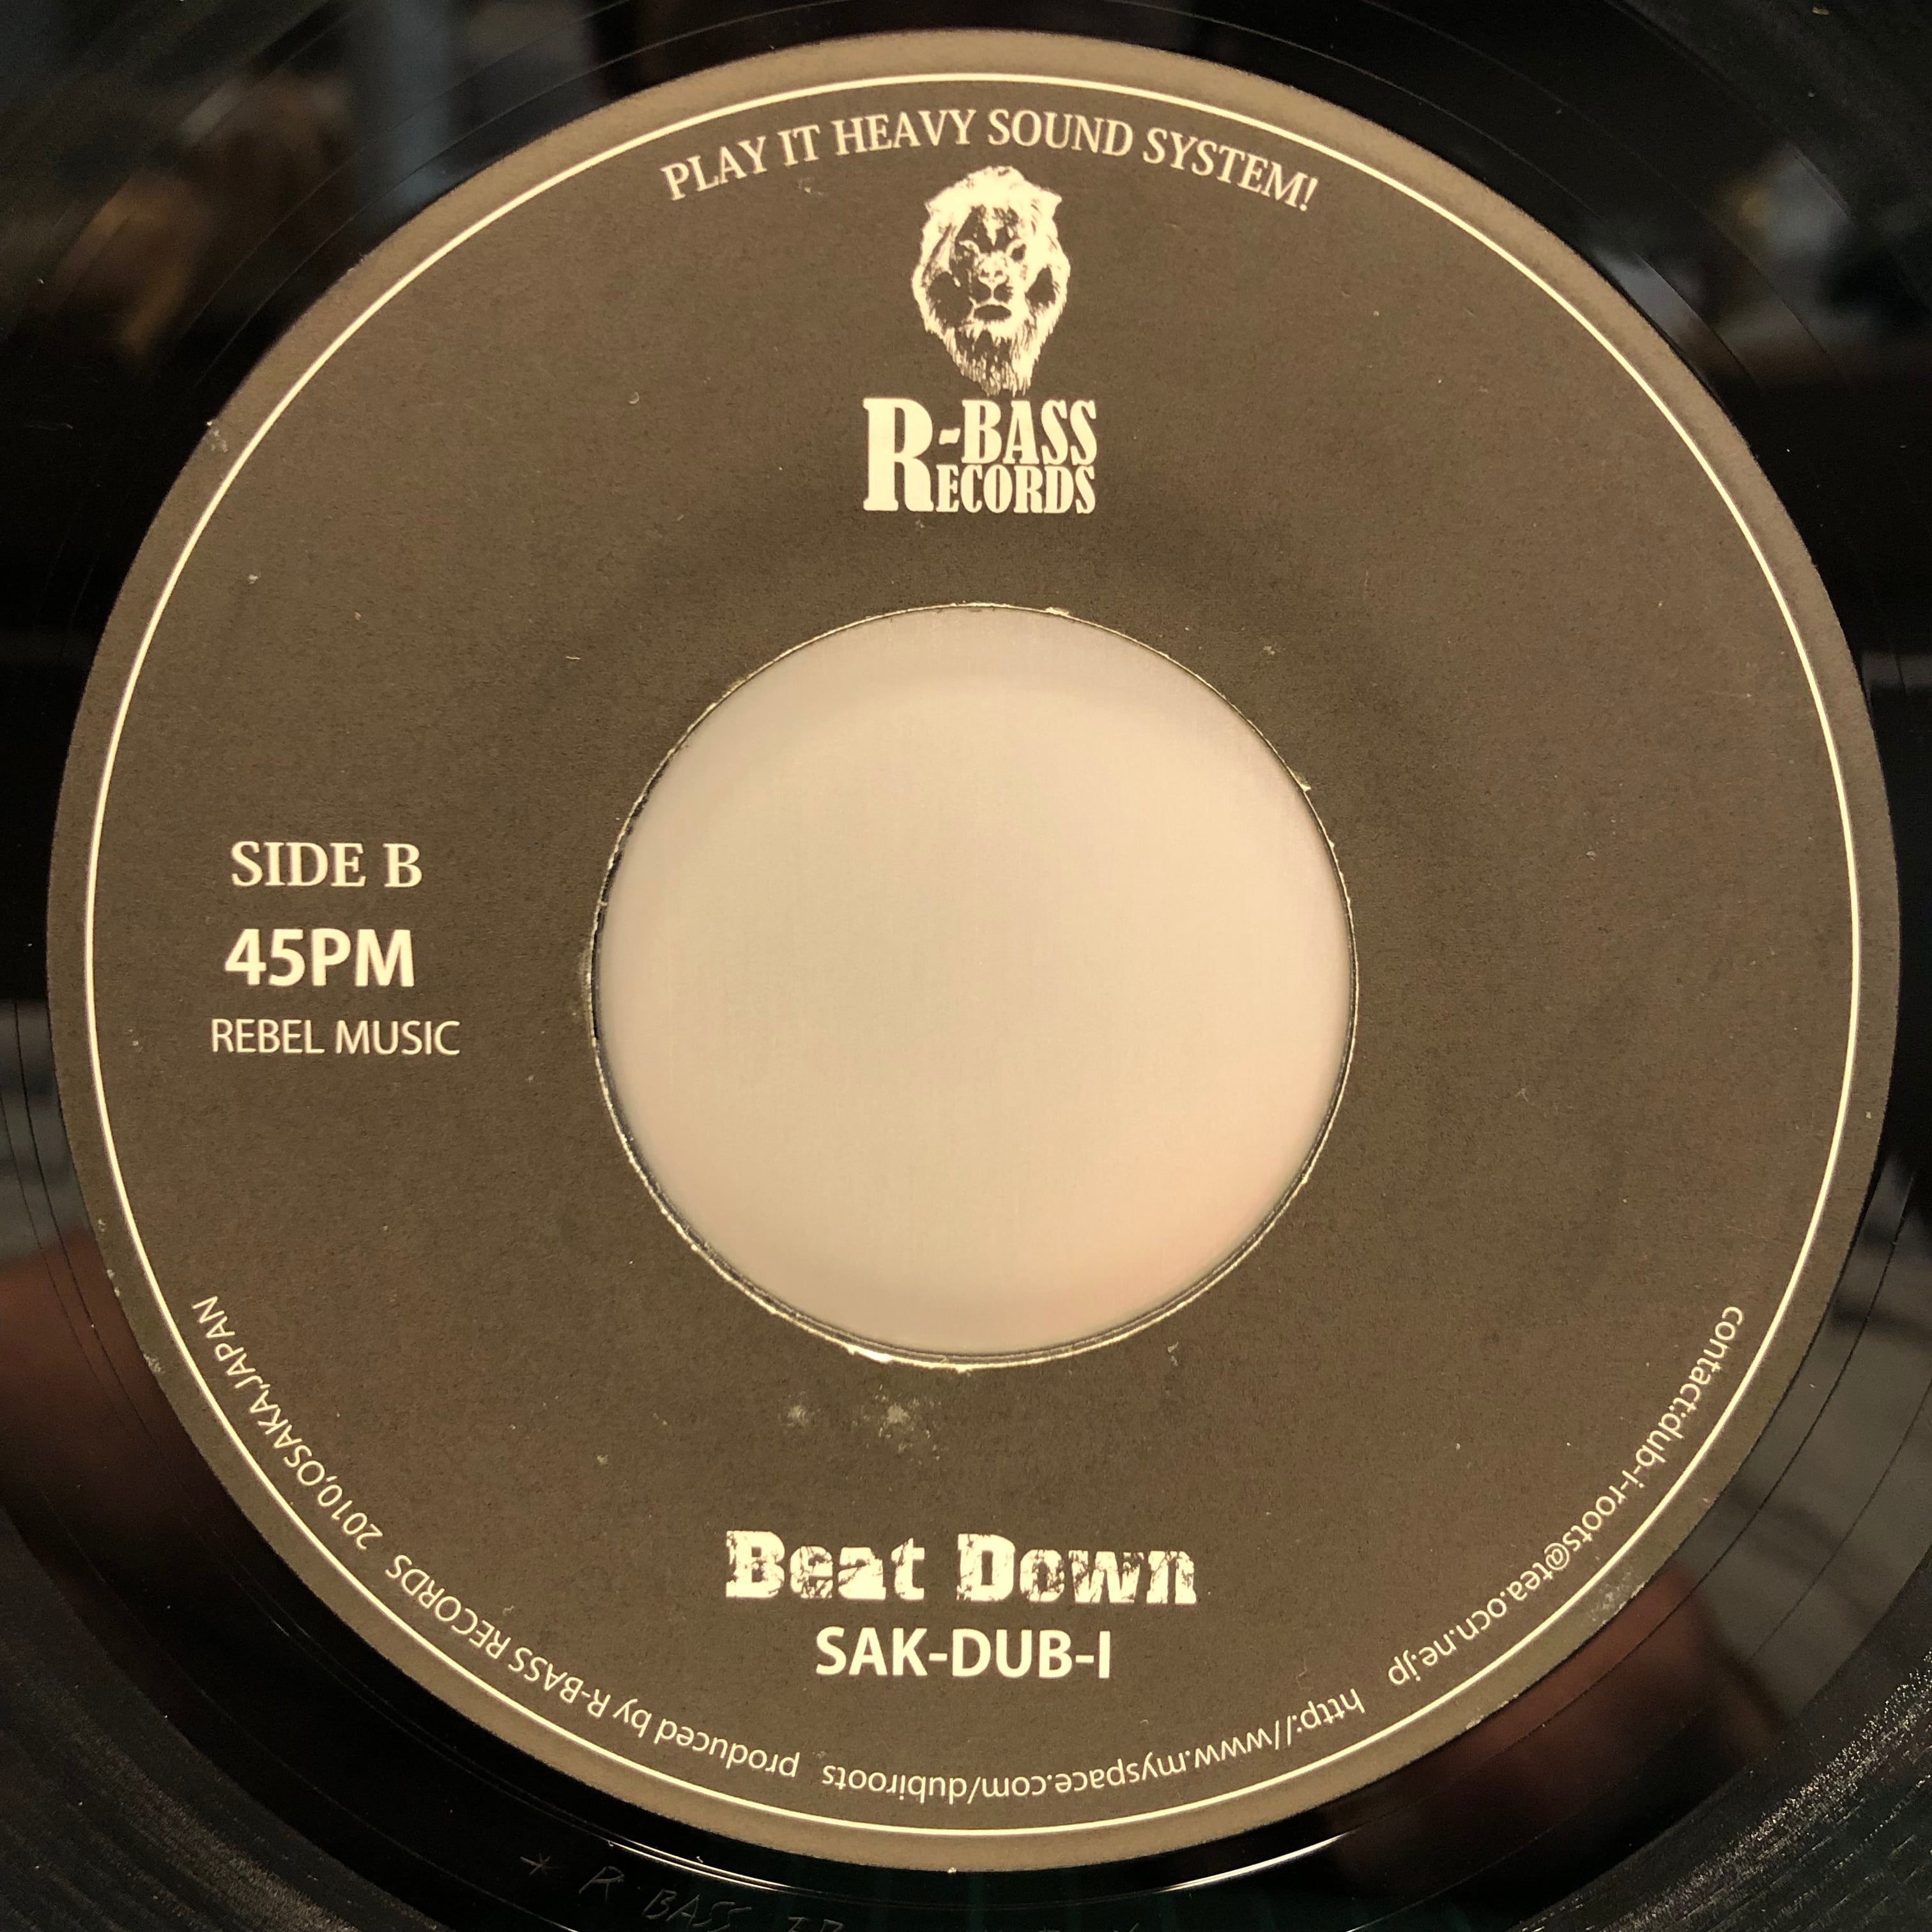 PLAY IT HEAVY SOUND SYSTEM!
R-BASS
RECORDS
SIDE B
45PM
REBEL MUSIC
Beat Down
SAK-DUB-I
contact:dub-i-roots@tea.ocn.ne.jp http://www.myspace.com/dubiroots produced by R-BASS RECORDS 2010,OSAKA,JAPAN
* R BASS